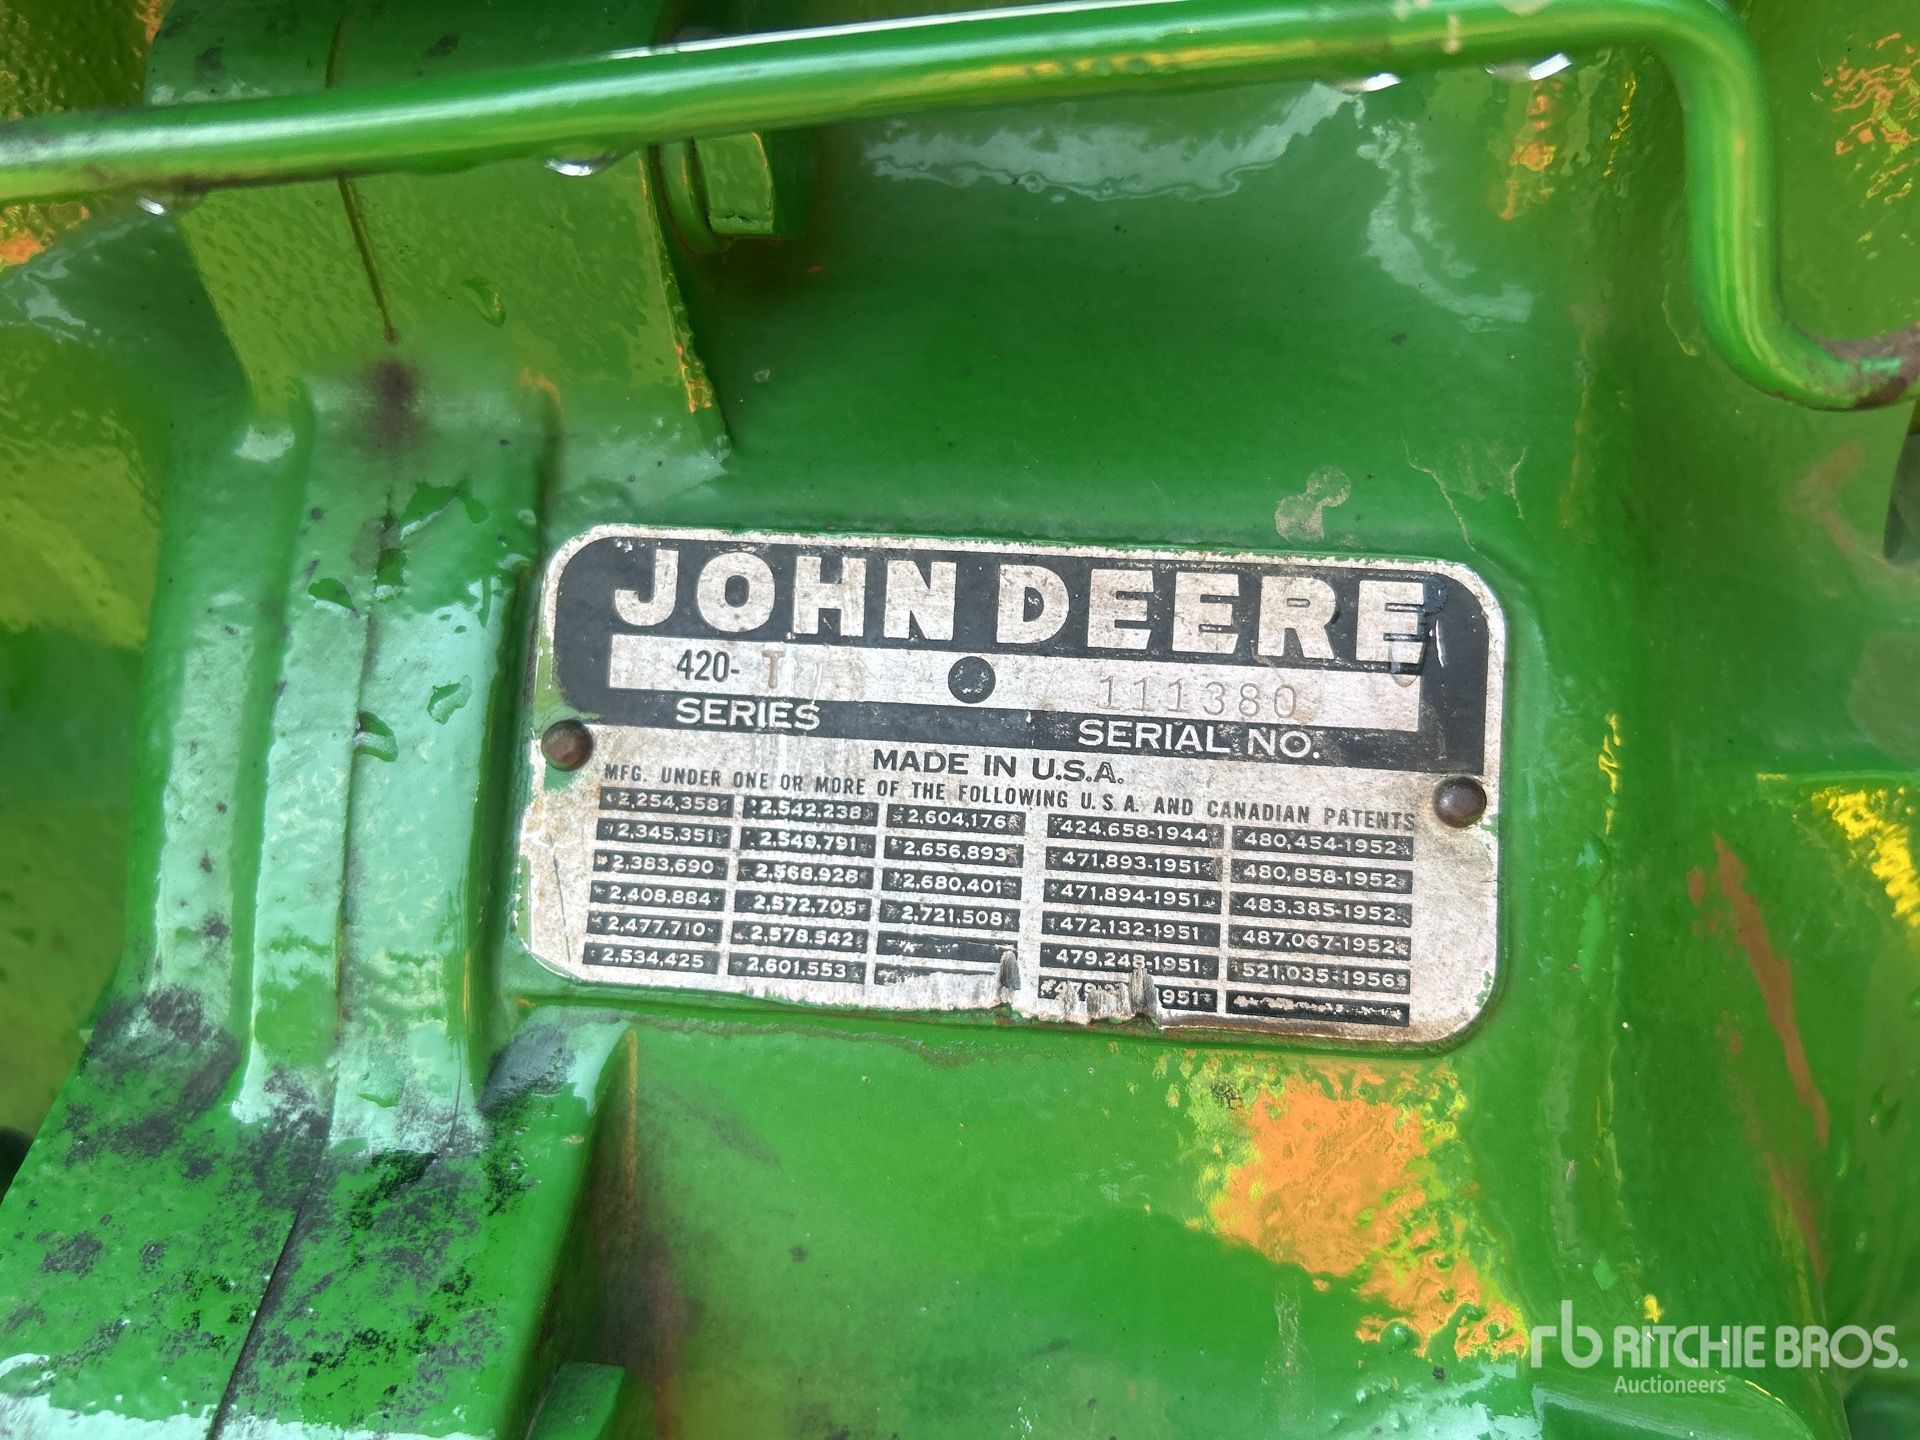 JOHN DEERE
420- T 111380
SERIES SERIAL NO.
MADE IN U.S.A.
MFG. UNDER ONE OR MORE OF THE FOLLOWING U.S.A. AND CANADIAN PATENTS
2,254,358 2,542,238 2,604,176 424,658-1944 480,454-1952
2,345,351 2,549,791 2,656,893 471,893-1951 480,858-1952
2,383,690 2,568,928 2,680,401 471,894-1951 483,385-1952
2,408,884 2,572,705 2,721,508 472,132-1951 487,067-1952
2,477,710 2,578,542 479,248-1951 521,035-1956
2,534,425 2,601,553
rb RITCHIE BROS.
Auctioneers